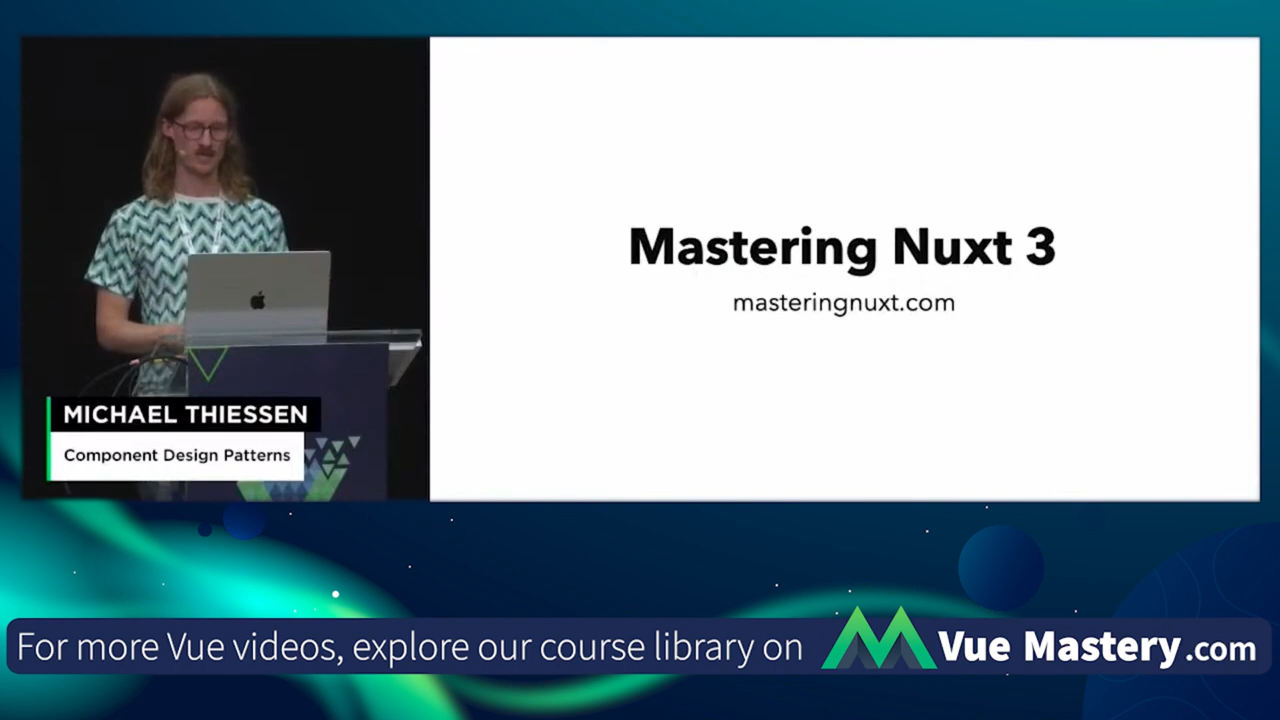 Mastering Nuxt 3
masteringnuxt.com
MICHAEL THIESSEN
Component Design Patterns
For more Vue videos, explore our course library on Vue Mastery.com